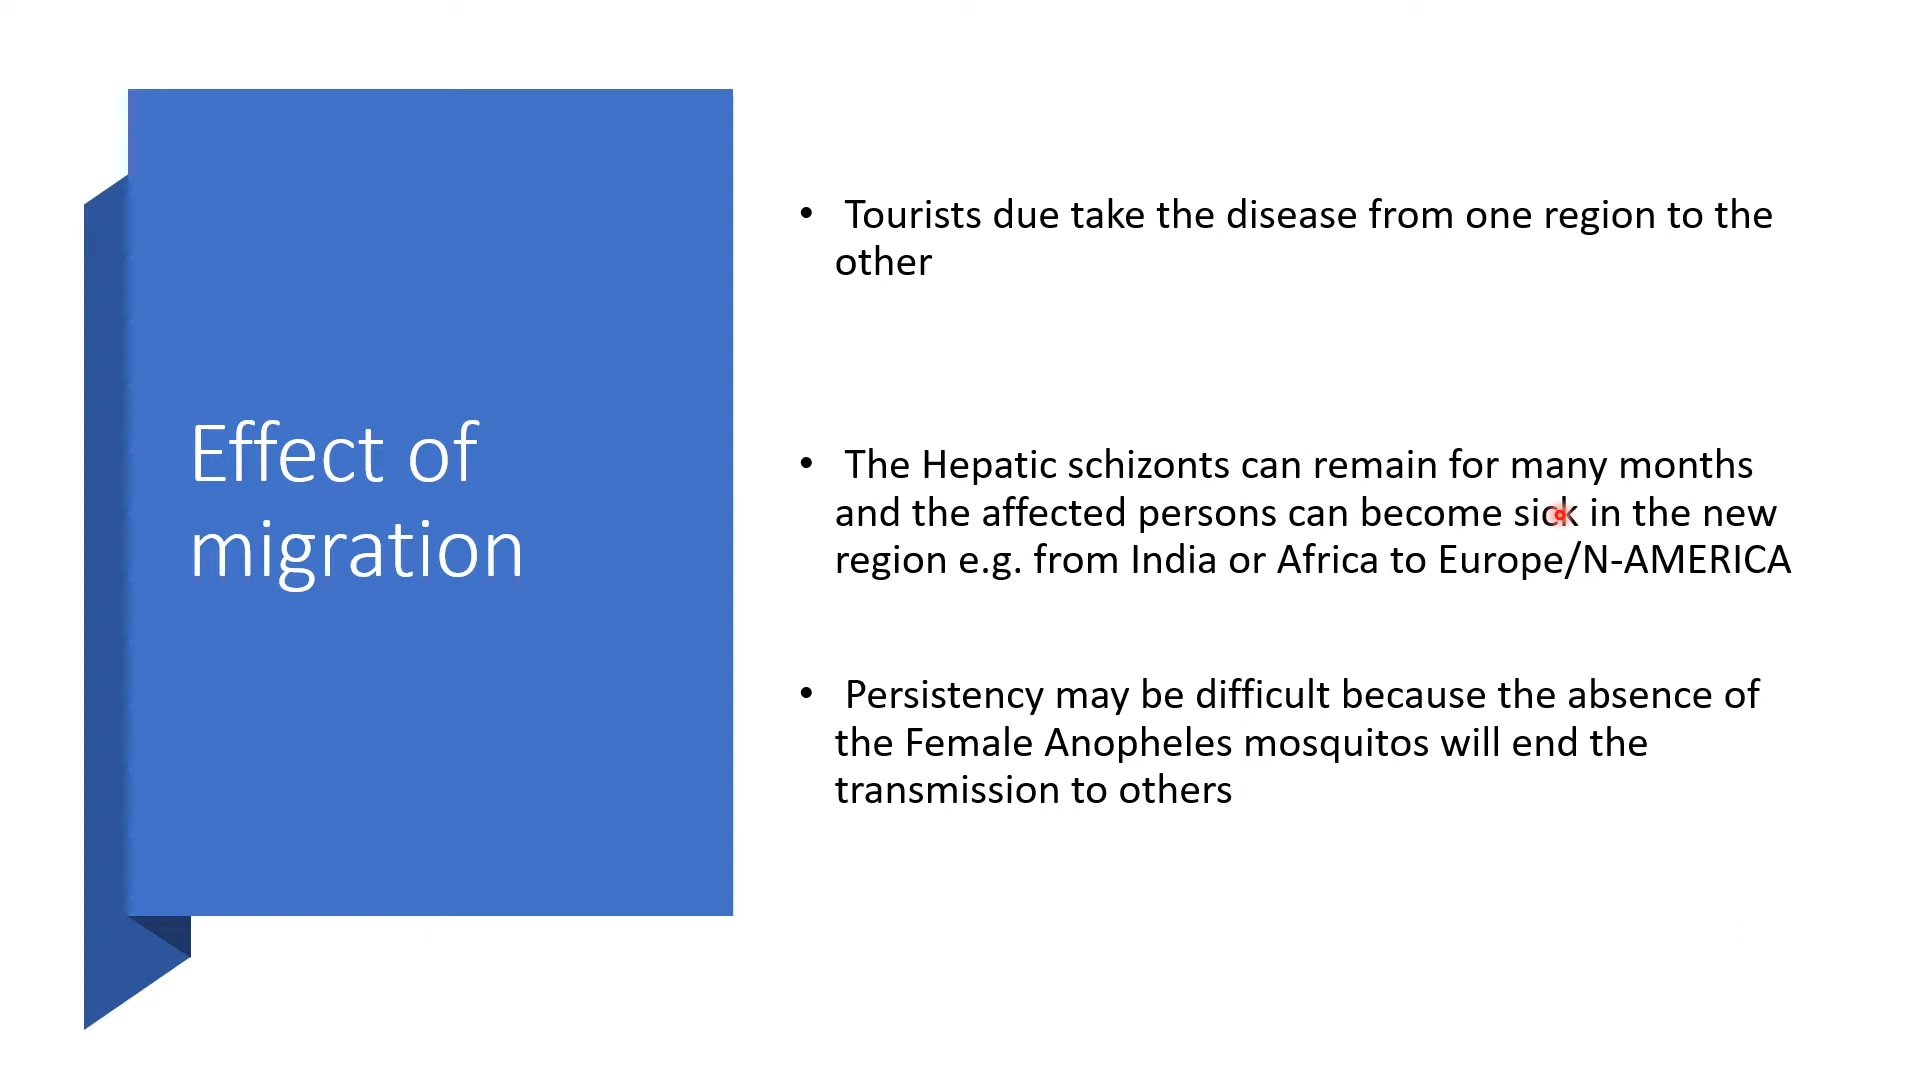 Effect of
migration
• Tourists due take the disease from one region to the
other
• The Hepatic schizonts can remain for many months
and the affected persons can become sick in the new
region e.g. from India or Africa to Europe/N-AMERICA
• Persistency may be difficult because the absence of
the Female Anopheles mosquitos will end the
transmission to others